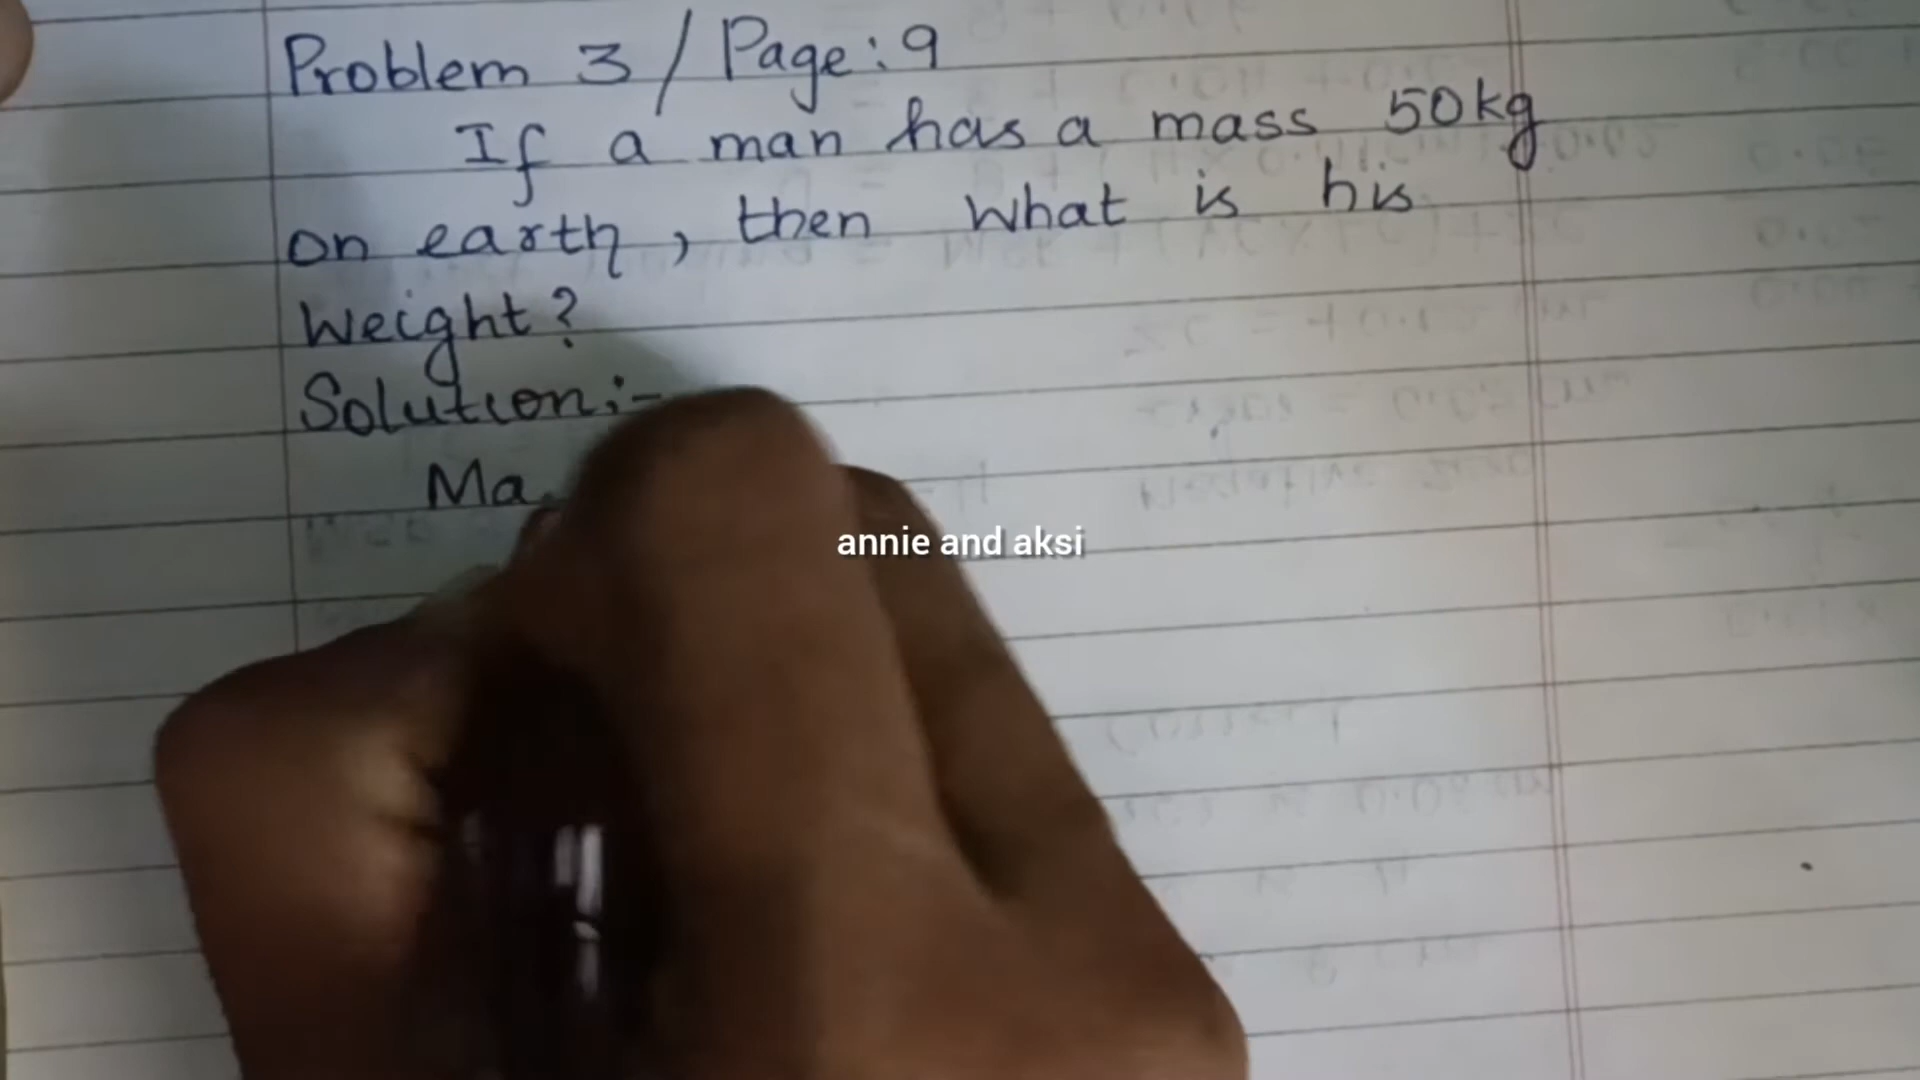 Problem 3 / Page: 9
If a man has a mass 50kg
on earth, then what is his
Weight?
Solution:-
Ma
annie and aksi